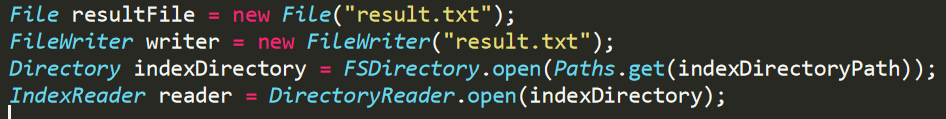 File resultFile = new File("result.txt");
FileWriter writer = new FileWriter("result.txt");
Directory indexDirectory = FSDirectory.open(Paths.get(indexDirectoryPath));
IndexReader reader = DirectoryReader.open(indexDirectory);